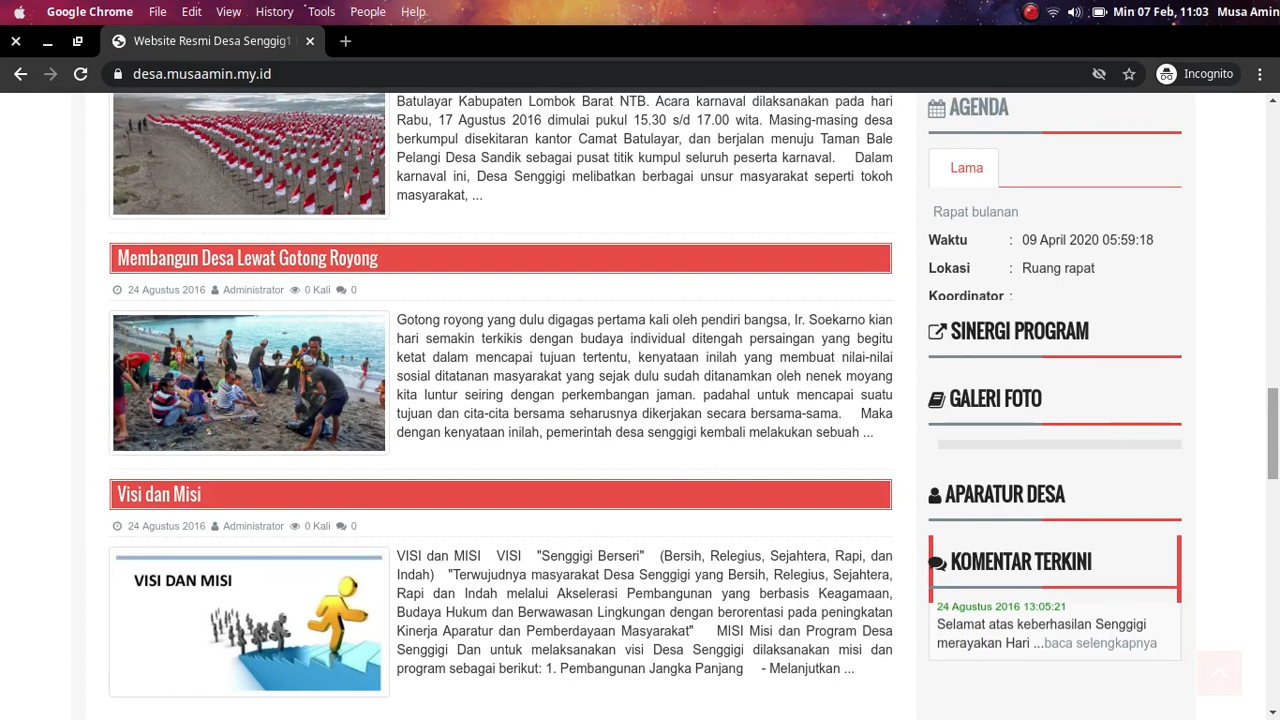 Google Chrome File Edit View History Tools People Help
Min 07 Feb, 11:03 Musa Amin
Website Resmi Desa Senggig1
desa.musaamin.my.id
Incognito
Batulayar Kabupaten Lombok Barat NTB. Acara karnaval dilaksanakan pada hari
Rabu, 17 Agustus 2016 dimulai pukul 15.30 s/d 17.00 wita. Masing-masing desa
berkumpul disekitaran kantor Camat Batulayar, dan berjalan menuju Taman Bale
Pelangi Desa Sandik sebagai pusat titik kumpul seluruh peserta karnaval. Dalam
karnaval ini, Desa Senggigi melibatkan berbagai unsur masyarakat seperti tokoh
masyarakat, ...
Membangun Desa Lewat Gotong Royong
24 Agustus 2016 Administrator 0 Kali 0
Gotong royong yang dulu digagas pertama kali oleh pendiri bangsa, Ir. Soekarno kian
hari semakin terkikis dengan budaya individual ditengah persaingan yang begitu
ketat dalam mencapai tujuan tertentu, kenyataan inilah yang membuat nilai-nilai
sosial ditatanan masyarakat yang sejak dulu sudah ditanamkan oleh nenek moyang
kita luntur seiring dengan perkembangan jaman. padahal untuk mencapai suatu
tujuan dan cita-cita bersama seharusnya dikerjakan secara bersama-sama. Maka
dengan kenyataan inilah, pemerintah desa senggigi kembali melakukan sebuah ...
Visi dan Misi
24 Agustus 2016 Administrator 0 Kali 0
VISI DAN MISI
VISI dan MISI VISI "Senggigi Berseri" (Bersih, Relegius, Sejahtera, Rapi, dan
Indah) "Terwujudnya masyarakat Desa Senggigi yang Bersih, Relegius, Sejahtera,
Rapi dan Indah melalui Akselerasi Pembangunan yang berbasis Keagamaan,
Budaya Hukum dan Berwawasan Lingkungan dengan berorentasi pada peningkatan
Kinerja Aparatur dan Pemberdayaan Masyarakat" MISI Misi dan Program Desa
Senggigi Dan untuk melaksanakan visi Desa Senggigi dilaksanakan misi dan
program sebagai berikut: 1. Pembangunan Jangka Panjang - Melanjutkan ...
AGENDA
Lama
Rapat bulanan
Waktu : 09 April 2020 05:59:18
Lokasi : Ruang rapat
Koordinator :
SINERGI PROGRAM
GALERI FOTO
APARATUR DESA
KOMENTAR TERKINI
24 Agustus 2016 13:05:21
Selamat atas keberhasilan Senggigi
merayakan Hari ...baca selengkapnya